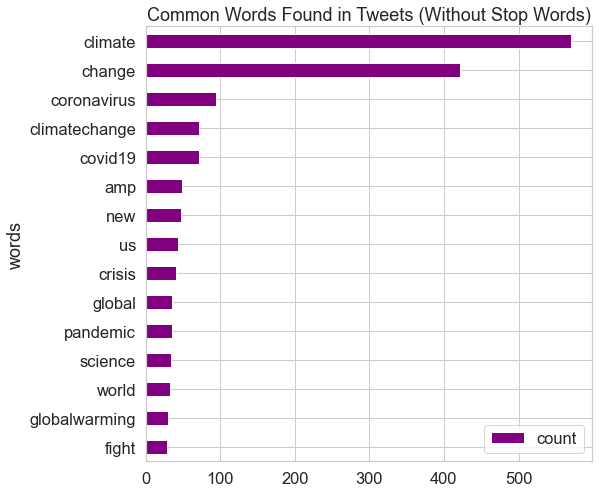 Common Words Found in Tweets (Without Stop Words)
climate
change
coronavirus
climatechange
covid19
amp
new
us
crisis
global
pandemic
science
world
globalwarming
fight
words
count
0 100 200 300 400 500